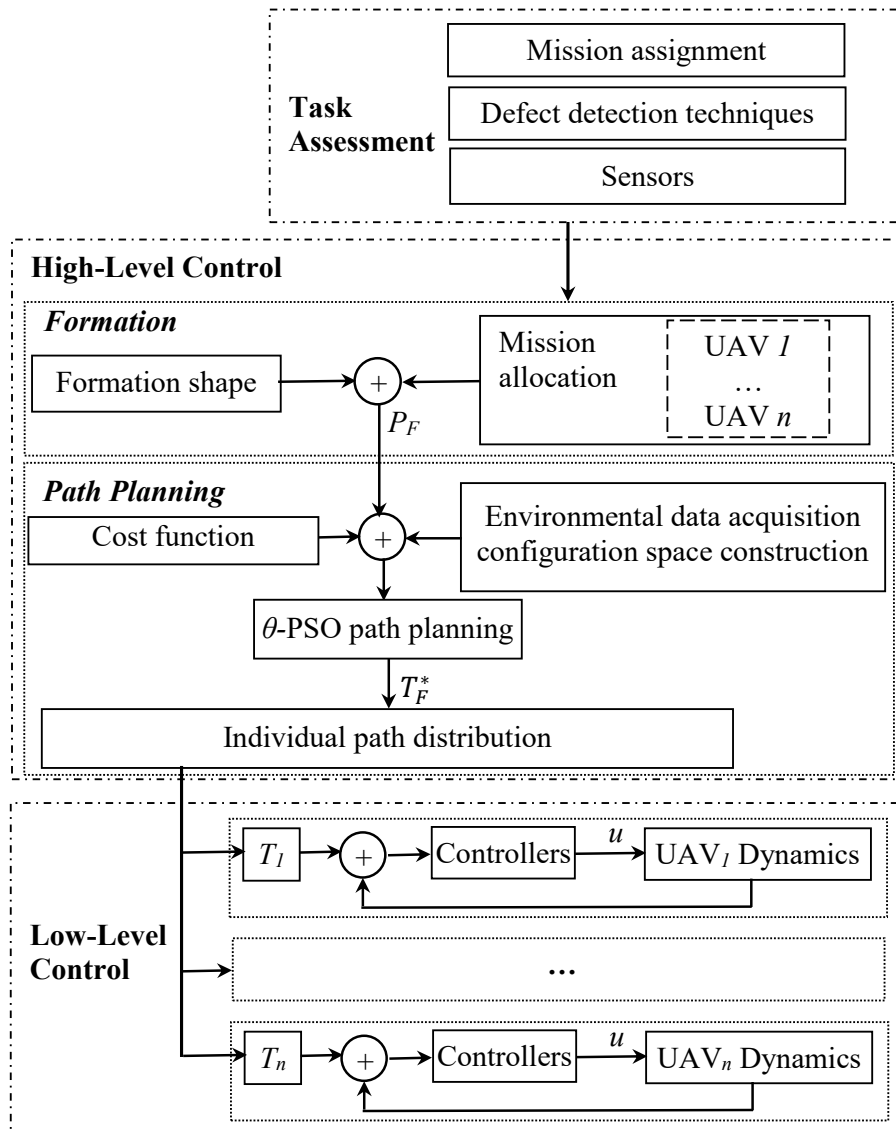 Mission assignment
Task
Assessment
Defect detection techniques
Sensors
High-Level Control
Formation
Formation shape
+
Mission
allocation
UAV 1
…
UAV n
P_F
Path Planning
Cost function
+
Environmental data acquisition
configuration space construction
θ-PSO path planning
T_F^*
Individual path distribution
Low-Level
Control
T_1
+
Controllers
u
UAV_1 Dynamics
...
T_n
+
Controllers
u
UAV_n Dynamics